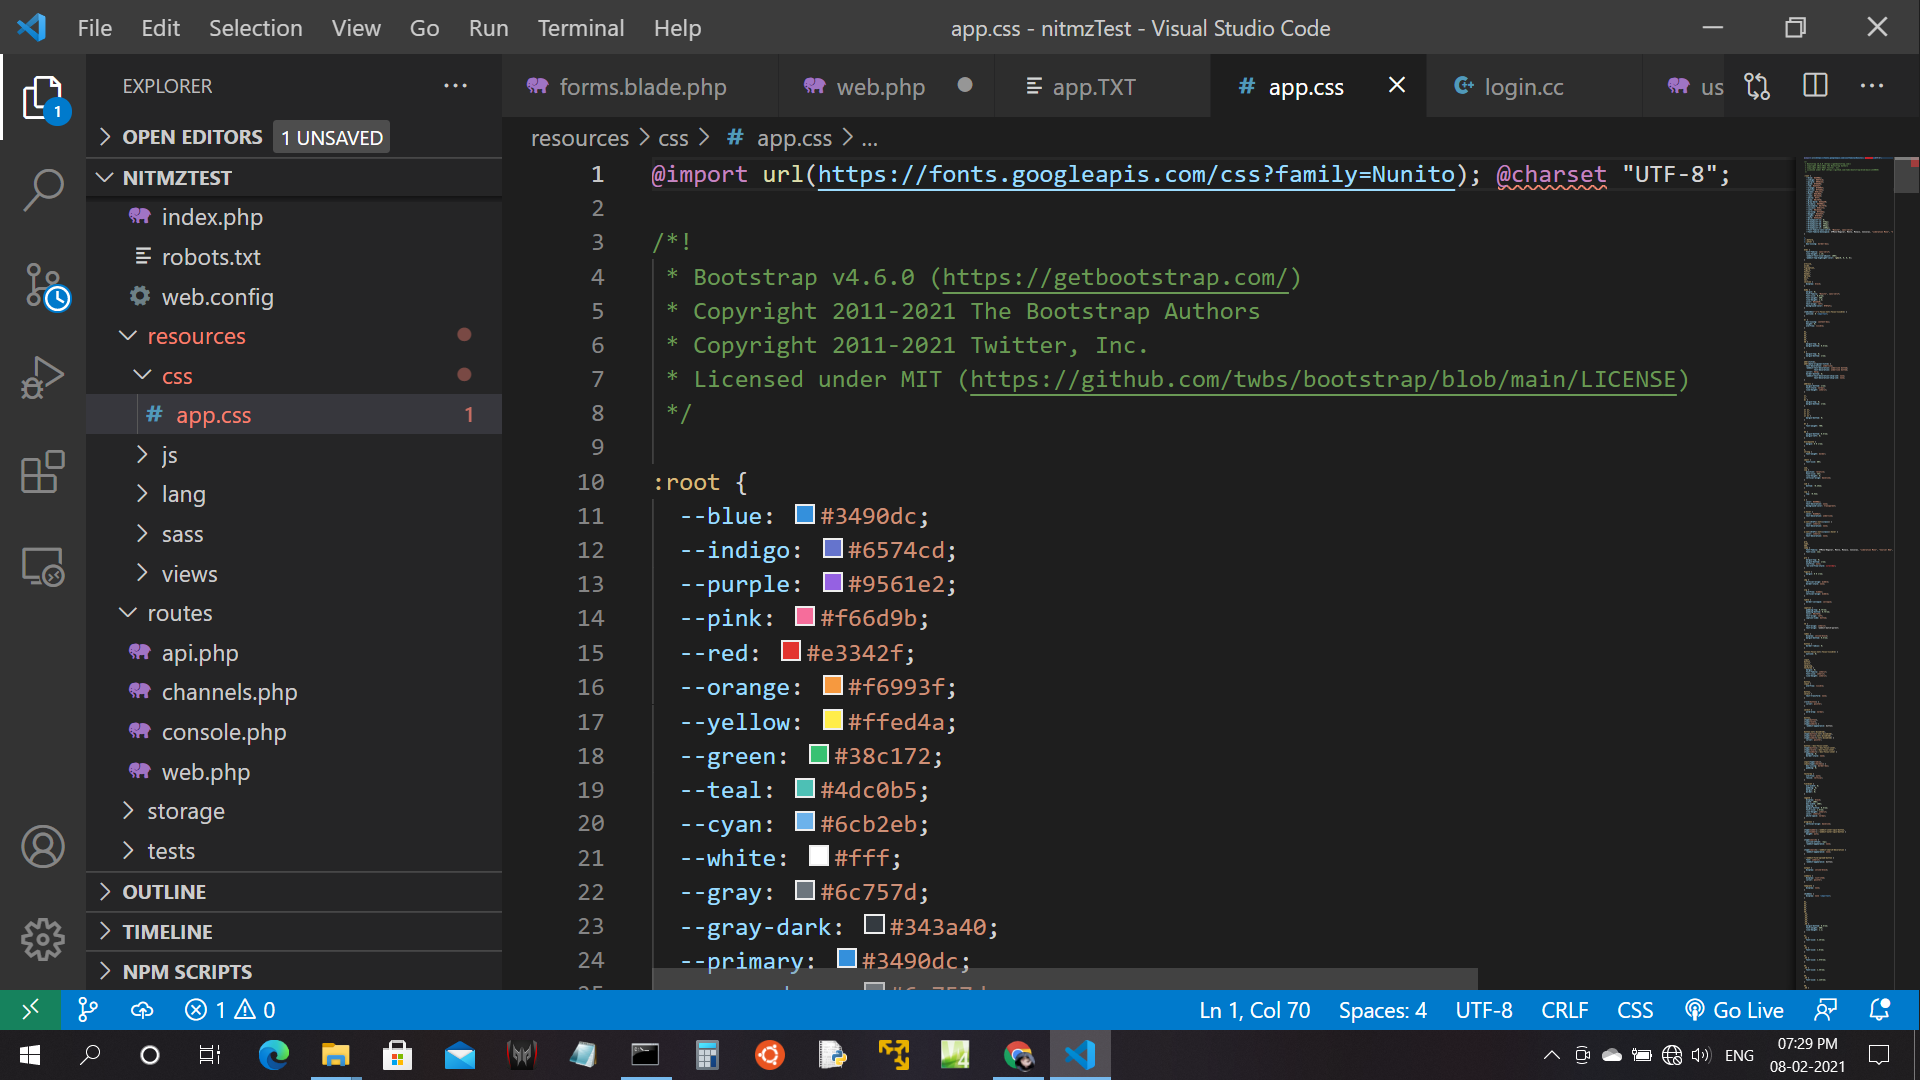 File Edit Selection View Go Run Terminal Help
app.css - nitmzTest - Visual Studio Code
EXPLORER
1
OPEN EDITORS 1 UNSAVED
NITMZTEST
index.php
robots.txt
web.config
resources
css
# app.css 1
js
lang
sass
views
routes
api.php
channels.php
console.php
web.php
storage
tests
OUTLINE
TIMELINE
NPM SCRIPTS
forms.blade.php web.php app.TXT # app.css login.cc us
resources > css > # app.css > ...
1 @import url(https://fonts.googleapis.com/css?family=Nunito); @charset "UTF-8";
2
3 /*!
4 * Bootstrap v4.6.0 (https://getbootstrap.com/)
5 * Copyright 2011-2021 The Bootstrap Authors
6 * Copyright 2011-2021 Twitter, Inc.
7 * Licensed under MIT (https://github.com/twbs/bootstrap/blob/main/LICENSE)
8 */
9
10 :root {
11 --blue: #3490dc;
12 --indigo: #6574cd;
13 --purple: #9561e2;
14 --pink: #f66d9b;
15 --red: #e3342f;
16 --orange: #f6993f;
17 --yellow: #ffed4a;
18 --green: #38c172;
19 --teal: #4dc0b5;
20 --cyan: #6cb2eb;
21 --white: #fff;
22 --gray: #6c757d;
23 --gray-dark: #343a40;
24 --primary: #3490dc;
1 0
Ln 1, Col 70 Spaces: 4 UTF-8 CRLF CSS Go Live
ENG
07:29 PM
08-02-2021